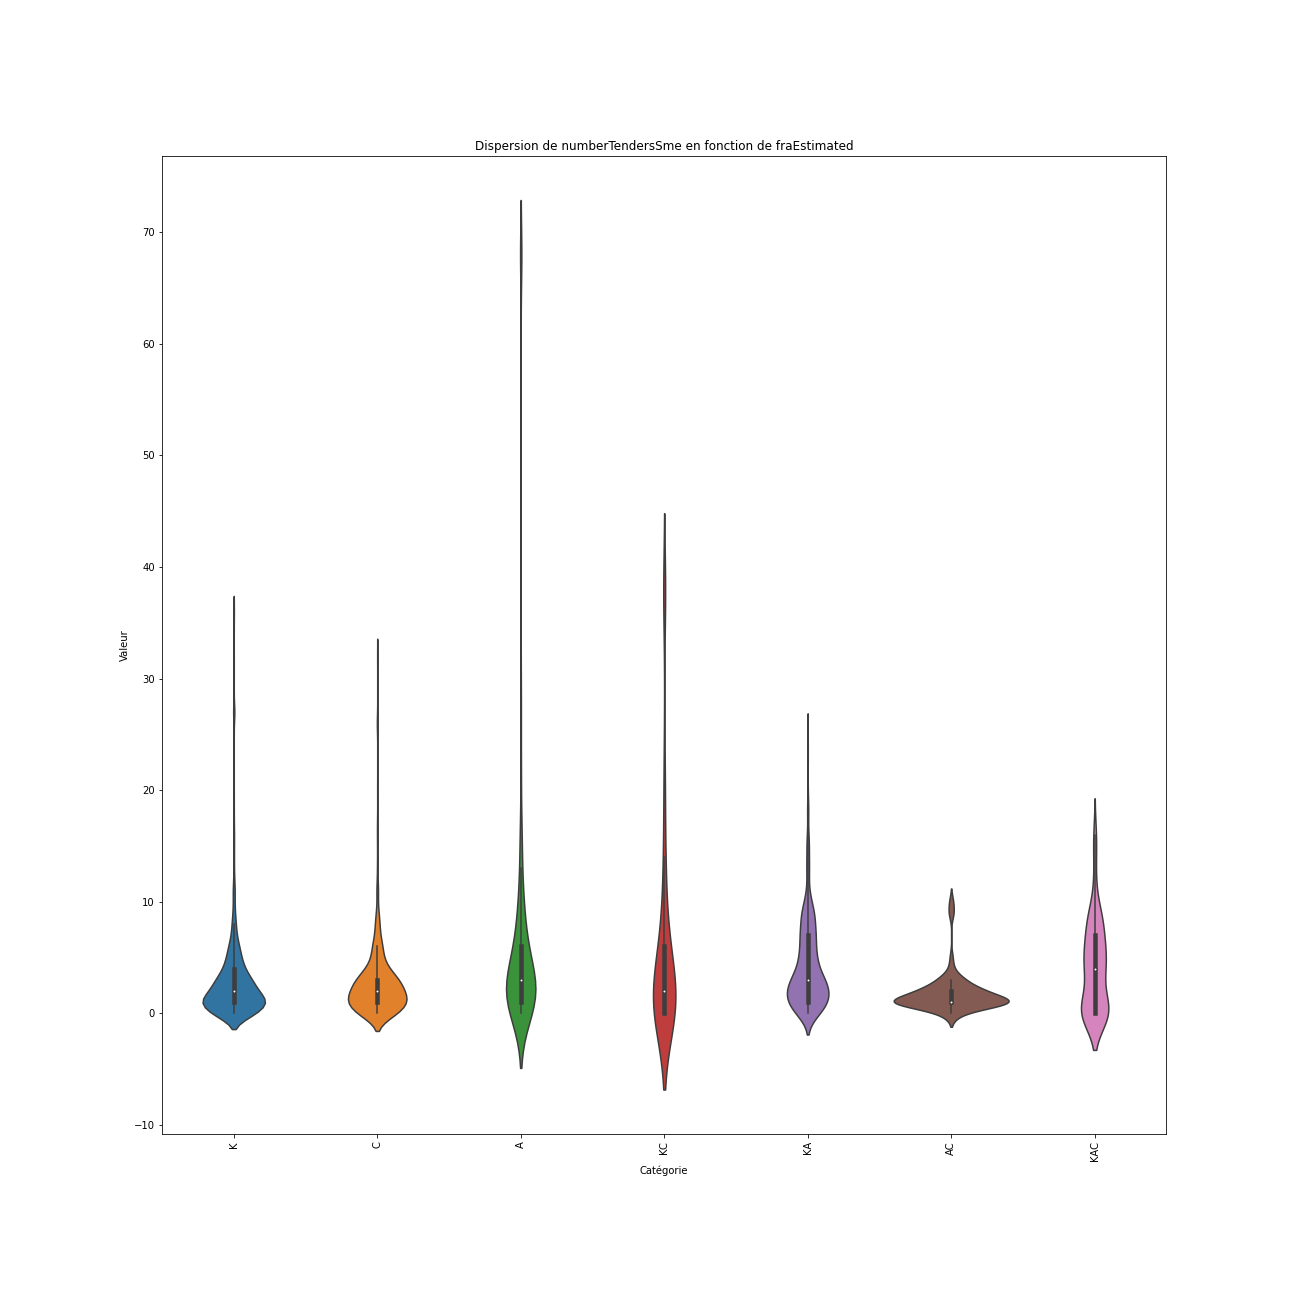 Dispersion de numberTendersSme en fonction de fraEstimated
70
60
50
40
30
20
10
0
−10
Valeur
K
C
A
KC
KA
AC
KAC
Catégorie